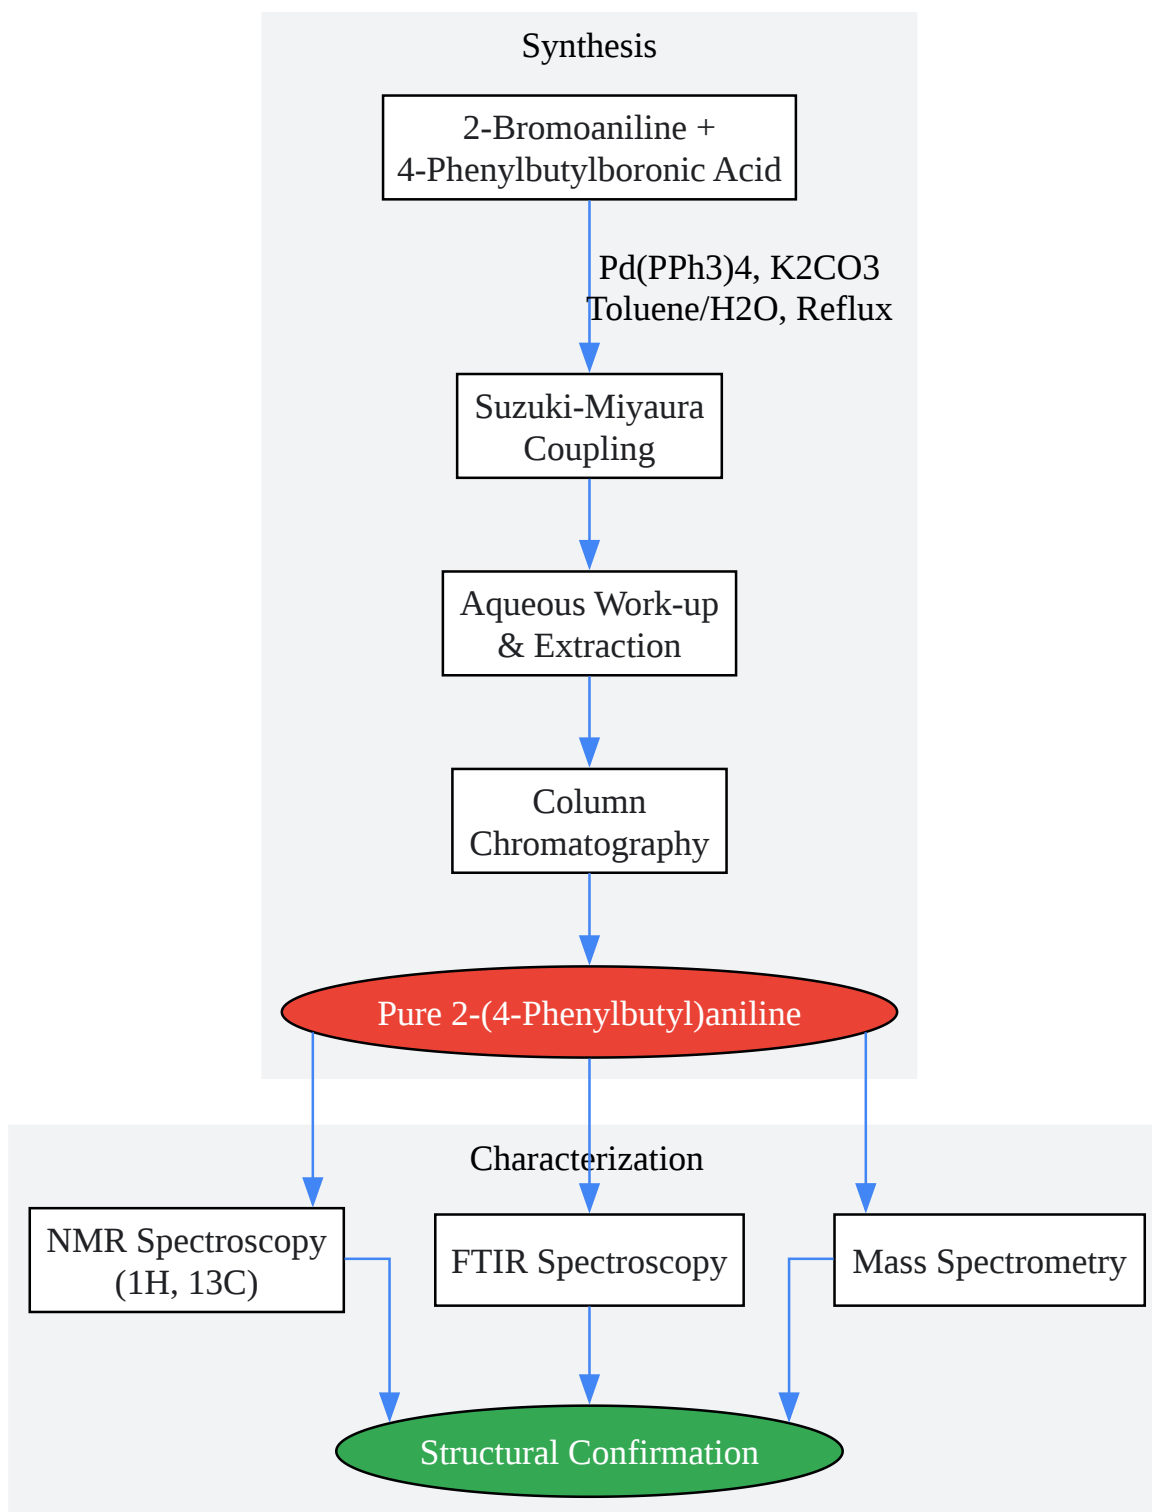 Synthesis
2-Bromoaniline +
4-Phenylbutylboronic Acid
Pd(PPh3)4, K2CO3
Toluene/H2O, Reflux
Suzuki-Miyaura
Coupling
Aqueous Work-up
& Extraction
Column
Chromatography
Pure 2-(4-Phenylbutyl)aniline
Characterization
NMR Spectroscopy
(1H, 13C)
FTIR Spectroscopy
Mass Spectrometry
Structural Confirmation